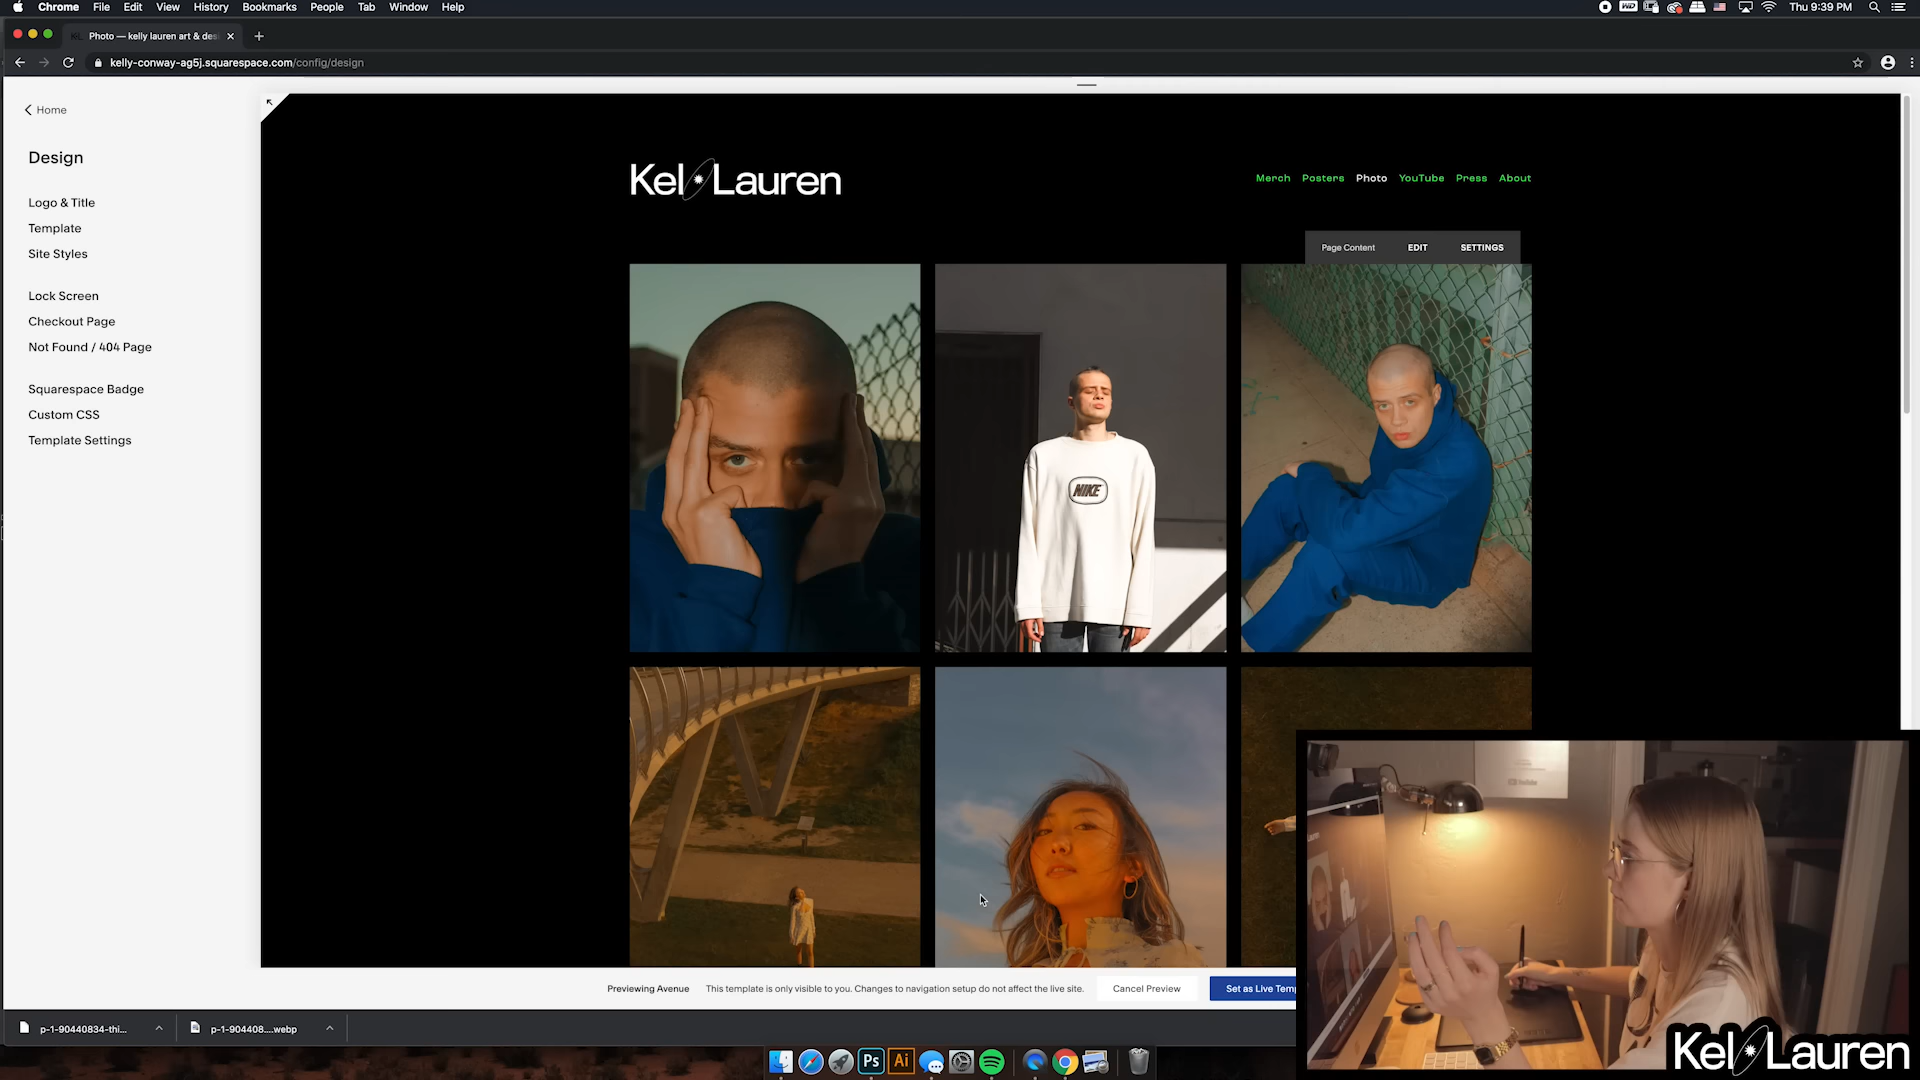 Chrome File Edit View History Bookmarks People Tab Window Help
Thu 9:39 PM
Photo — kelly lauren art & des
kelly-conway-ag5j.squarespace.com/config/design
Home
Design
Logo & Title
Template
Site Styles
Lock Screen
Checkout Page
Not Found / 404 Page
Squarespace Badge
Custom CSS
Template Settings
Kel Lauren
Merch Posters Photo YouTube Press About
Page Content EDIT SETTINGS
NIKE
Previewing Avenue This template is only visible to you. Changes to navigation setup do not affect the live site. Cancel Preview Set as Live Temp
p-1-90440834-thi... p-1-904408....webp
Ps Ai
Kel Lauren